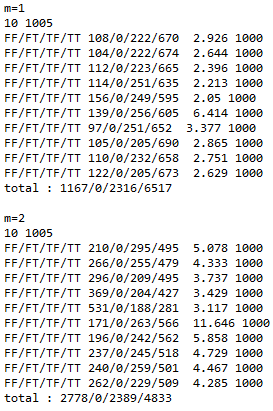 m=1
10 1005
FF/FT/TF/TT 108/0/222/670 2.926 1000
FF/FT/TF/TT 104/0/222/674 2.644 1000
FF/FT/TF/TT 112/0/223/665 2.396 1000
FF/FT/TF/TT 114/0/251/635 2.213 1000
FF/FT/TF/TT 156/0/249/595 2.05 1000
FF/FT/TF/TT 139/0/256/605 6.414 1000
FF/FT/TF/TT 97/0/251/652 3.377 1000
FF/FT/TF/TT 105/0/205/690 2.865 1000
FF/FT/TF/TT 110/0/232/658 2.751 1000
FF/FT/TF/TT 122/0/205/673 2.629 1000
total : 1167/0/2316/6517
m=2
10 1005
FF/FT/TF/TT 210/0/295/495 5.078 1000
FF/FT/TF/TT 266/0/255/479 4.333 1000
FF/FT/TF/TT 296/0/209/495 3.737 1000
FF/FT/TF/TT 369/0/204/427 3.429 1000
FF/FT/TF/TT 531/0/188/281 3.117 1000
FF/FT/TF/TT 171/0/263/566 11.646 1000
FF/FT/TF/TT 196/0/242/562 5.858 1000
FF/FT/TF/TT 237/0/245/518 4.729 1000
FF/FT/TF/TT 240/0/259/501 4.467 1000
FF/FT/TF/TT 262/0/229/509 4.285 1000
total : 2778/0/2389/4833